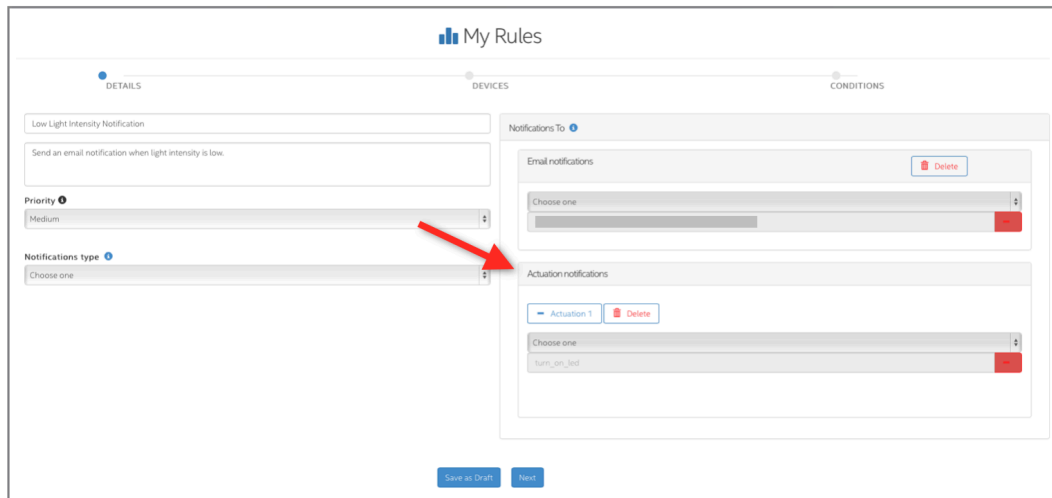 My Rules
DETAILS
DEVICES
CONDITIONS
Low Light Intensity Notification
Send an email notification when light intensity is low.
Priority
Medium
Notifications type
Choose one
Notifications To
Email notifications
Delete
Choose one
Actuation notifications
Actuation 1
Delete
Choose one
turn_on_led
Save as Draft
Next